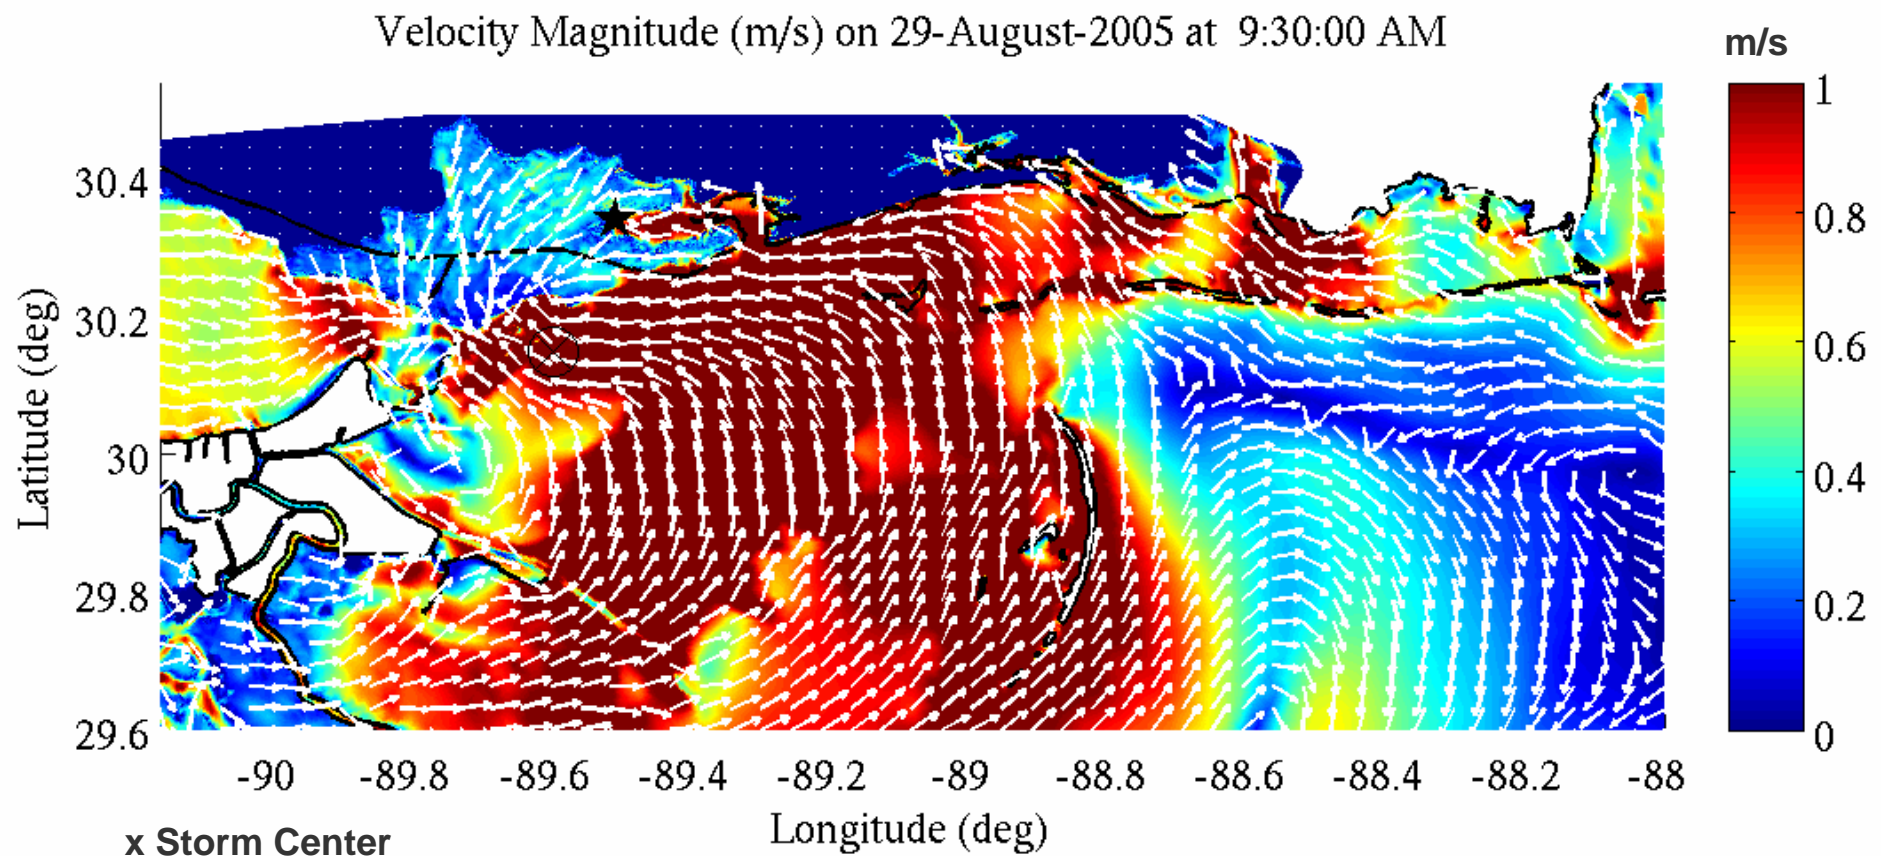 Velocity Magnitude (m/s) on 29-August-2005 at 9:30:00 AM
m/s
1
0.8
0.6
0.4
0.2
0
Latitude (deg)
30.4
30.2
30
29.8
29.6
-90 -89.8 -89.6 -89.4 -89.2 -89 -88.8 -88.6 -88.4 -88.2 -88
Longitude (deg)
x Storm Center